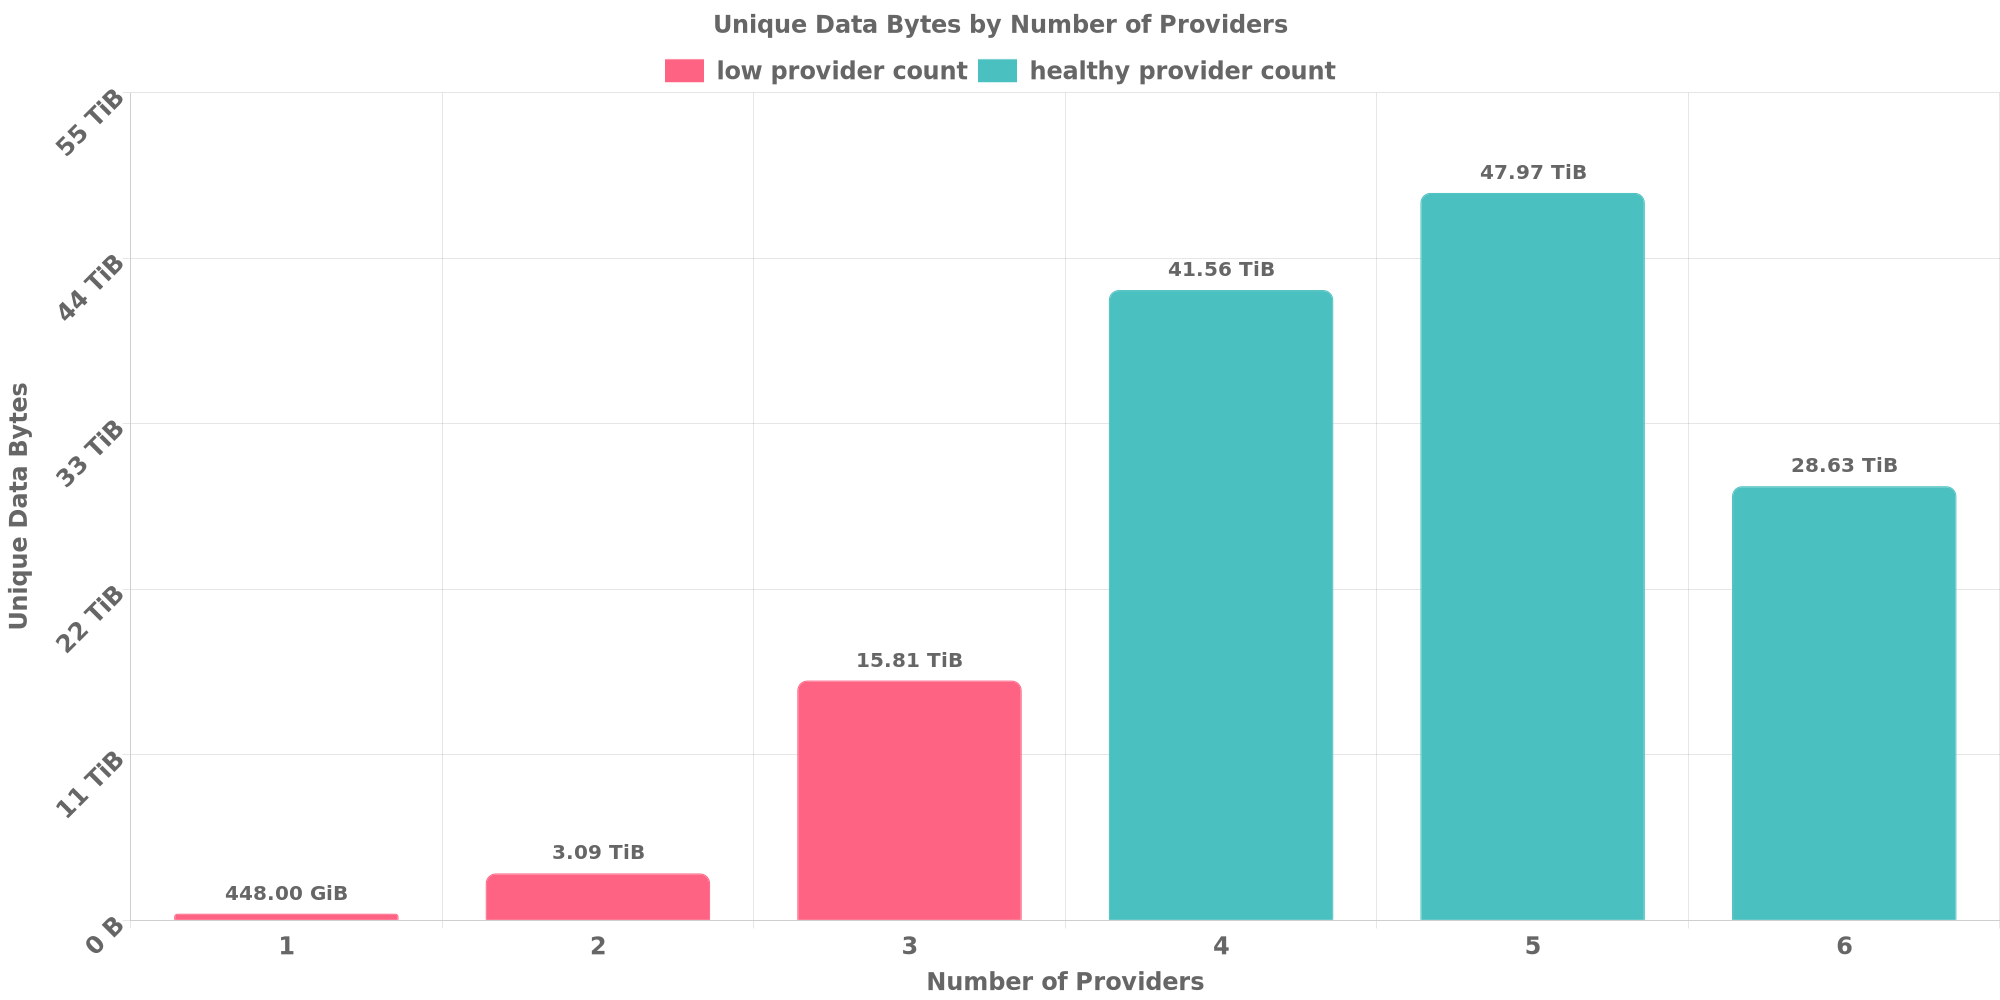 Unique Data Bytes by Number of Providers
low provider count healthy provider count
55 TiB
44 TiB
33 TiB
22 TiB
11 TiB
0 B
Unique Data Bytes
448.00 GiB
3.09 TiB
15.81 TiB
41.56 TiB
47.97 TiB
28.63 TiB
1 2 3 4 5 6
Number of Providers